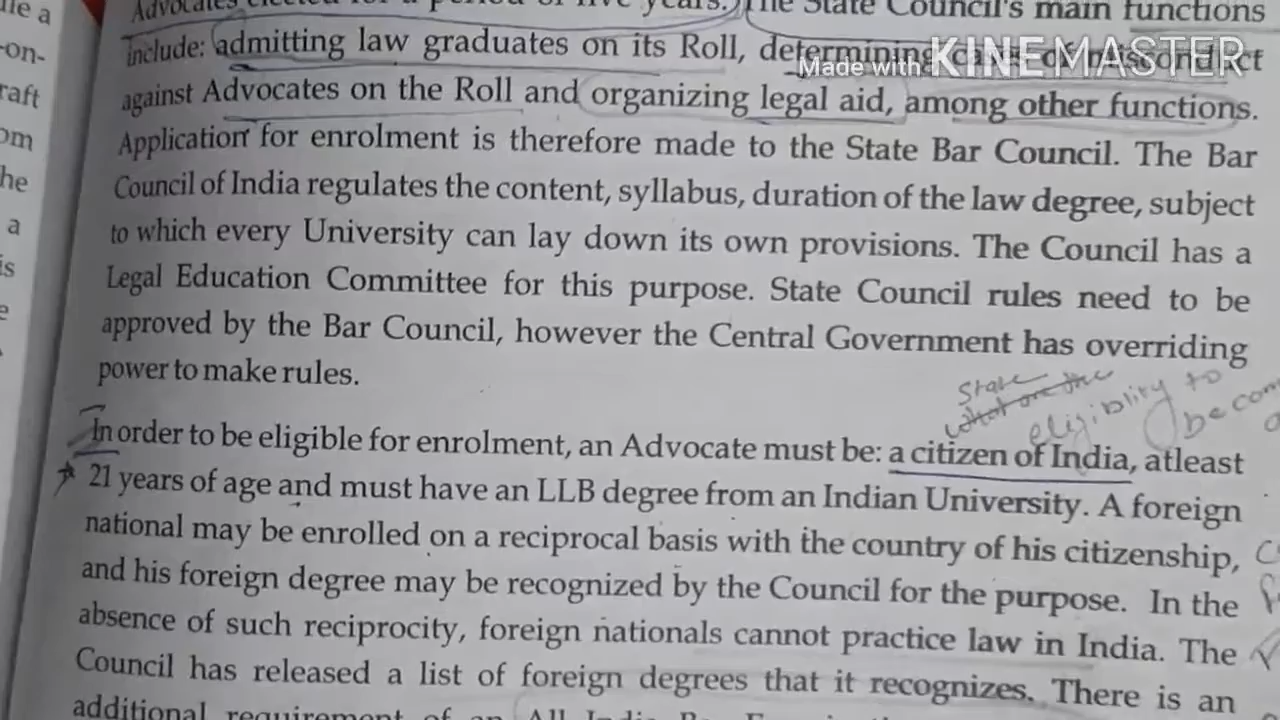 Advocates elected for a period of five years. The State Council's main functions
include: admitting law graduates on its Roll, determining cases of misconduct
Made with KINEMASTER
against Advocates on the Roll and organizing legal aid, among other functions.
Application for enrolment is therefore made to the State Bar Council. The Bar
Council of India regulates the content, syllabus, duration of the law degree, subject
to which every University can lay down its own provisions. The Council has a
Legal Education Committee for this purpose. State Council rules need to be
approved by the Bar Council, however the Central Government has overriding
power to make rules.
State
what are the
eligiblity to
becom
In order to be eligible for enrolment, an Advocate must be: a citizen of India, atleast
21 years of age and must have an LLB degree from an Indian University. A foreign
national may be enrolled on a reciprocal basis with the country of his citizenship,
and his foreign degree may be recognized by the Council for the purpose. In the
absence of such reciprocity, foreign nationals cannot practice law in India. The
Council has released a list of foreign degrees that it recognizes. There is an
additional requirement of an All India Bar